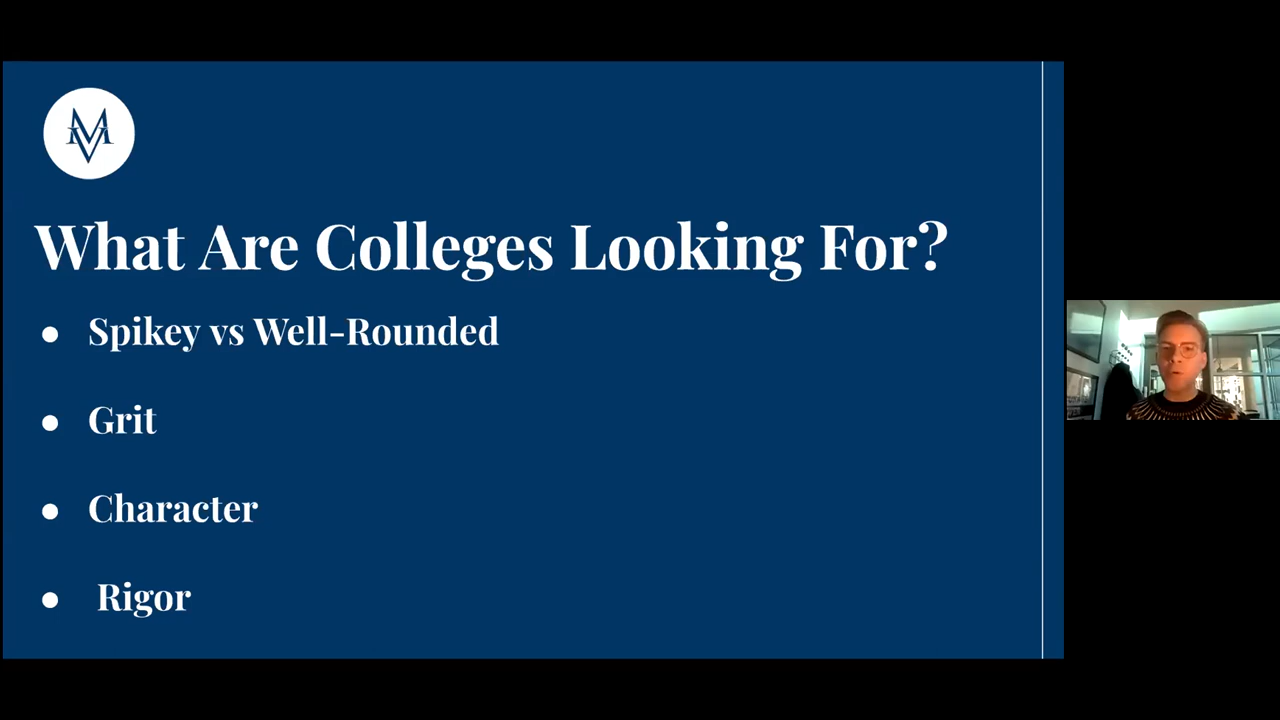 MV
What Are Colleges Looking For?
● Spikey vs Well-Rounded
● Grit
● Character
● Rigor